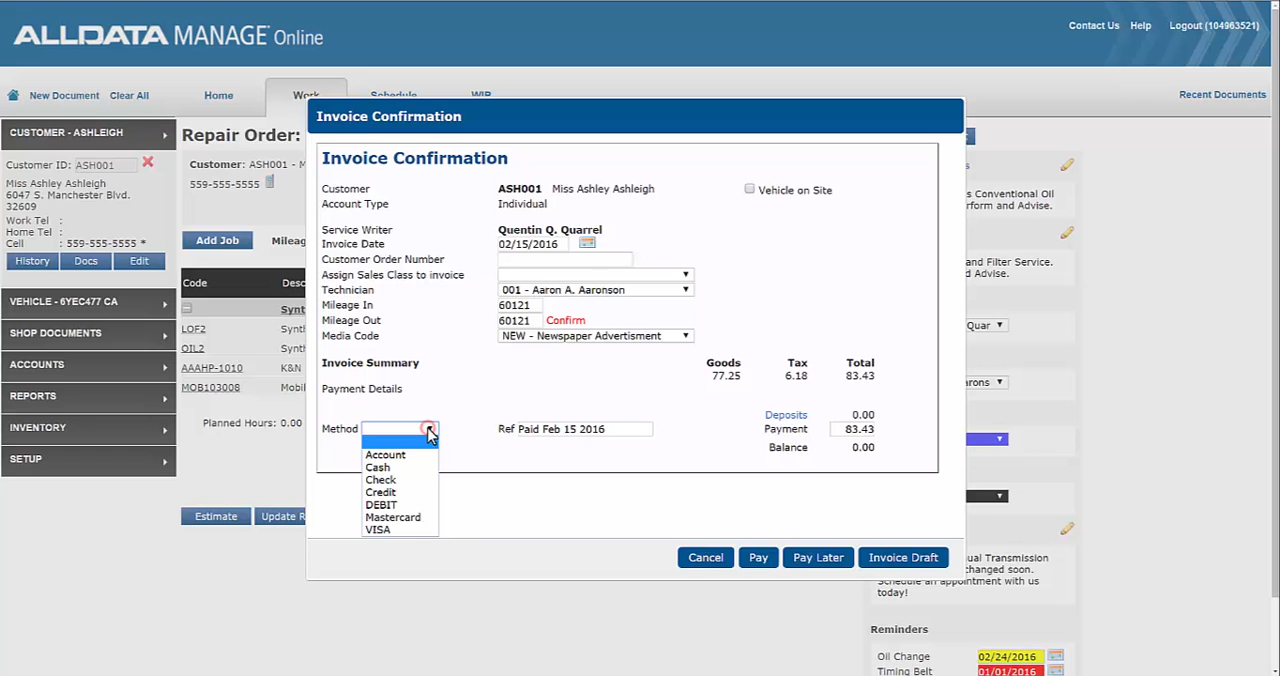 ALLDATA MANAGE Online
Contact Us Help Logout (104963521)
New Document Clear All Home Work Schedule WIP Recent Documents
CUSTOMER - ASHLEIGH
Customer ID: ASH001
Miss Ashley Ashleigh
6047 S. Manchester Blvd.
32609
Work Tel :
Home Tel :
Cell : 559-555-5555 *
History Docs Edit
VEHICLE - 6YEC477 CA
SHOP DOCUMENTS
ACCOUNTS
REPORTS
INVENTORY
SETUP
Repair Order:
Customer: ASH001 - M
559-555-5555
Add Job Mileag
Code Desc
Synt
LOF2 Synth
OIL2 Synth
AAAHP-1010 K&N
MOB103008 Mobil
Planned Hours: 0.00
Estimate Update R
Invoice Confirmation
Invoice Confirmation
Customer ASH001 Miss Ashley Ashleigh Vehicle on Site
Account Type Individual
Service Writer Quentin Q. Quarrel
Invoice Date 02/15/2016
Customer Order Number
Assign Sales Class to invoice
Technician 001 - Aaron A. Aaronson
Mileage In 60121
Mileage Out 60121 Confirm
Media Code NEW - Newspaper Advertisment
Invoice Summary Goods Tax Total
77.25 6.18 83.43
Payment Details
Deposits 0.00
Method Ref Paid Feb 15 2016 Payment 83.43
Balance 0.00
Account
Cash
Check
Credit
DEBIT
Mastercard
VISA
Cancel Pay Pay Later Invoice Draft
s
s Conventional Oil
rform and Advise.
and Filter Service.
d Advise.
Quar
arons
ual Transmission
changed soon.
Schedule an appointment with us
today!
Reminders
Oil Change 02/24/2016
Timing Belt 01/01/2016